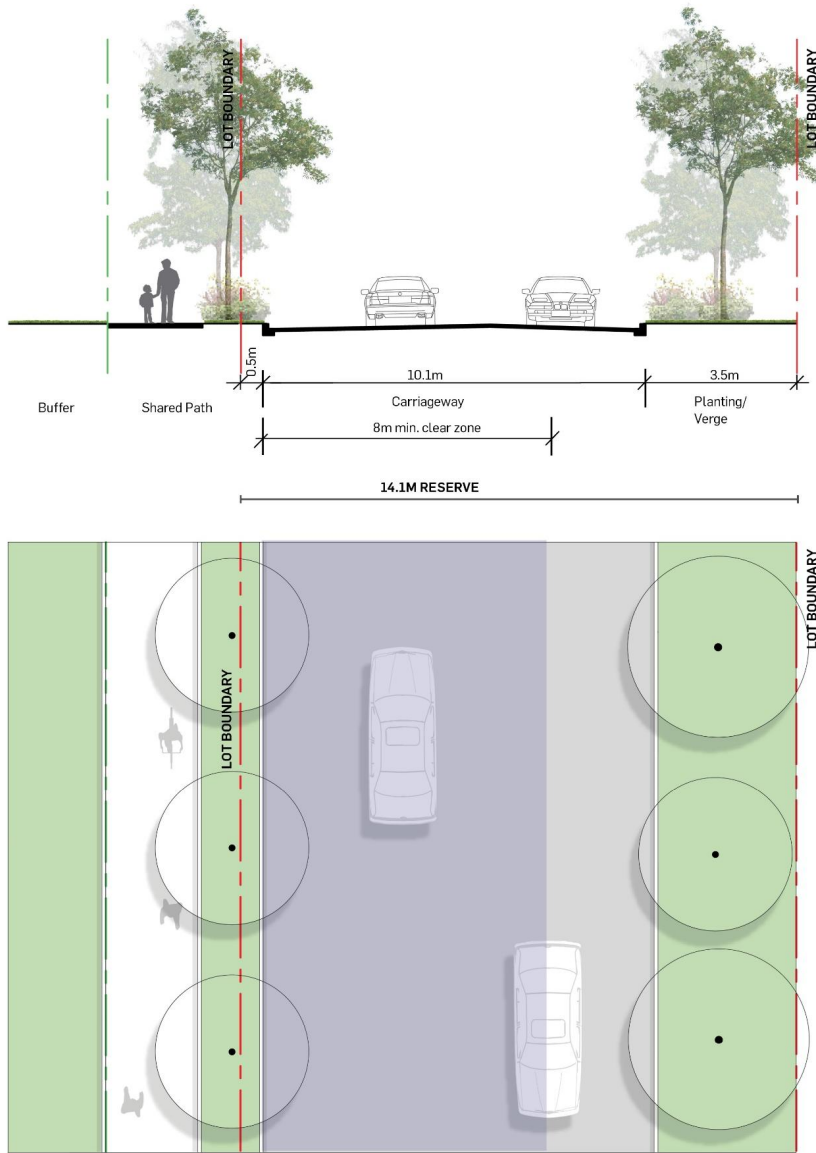 LOT BOUNDARY
LOT BOUNDARY
0.5m
10.1m
3.5m
Buffer
Shared Path
Carriageway
Planting/
Verge
8m min. clear zone
14.1M RESERVE
LOT BOUNDARY
LOT BOUNDARY